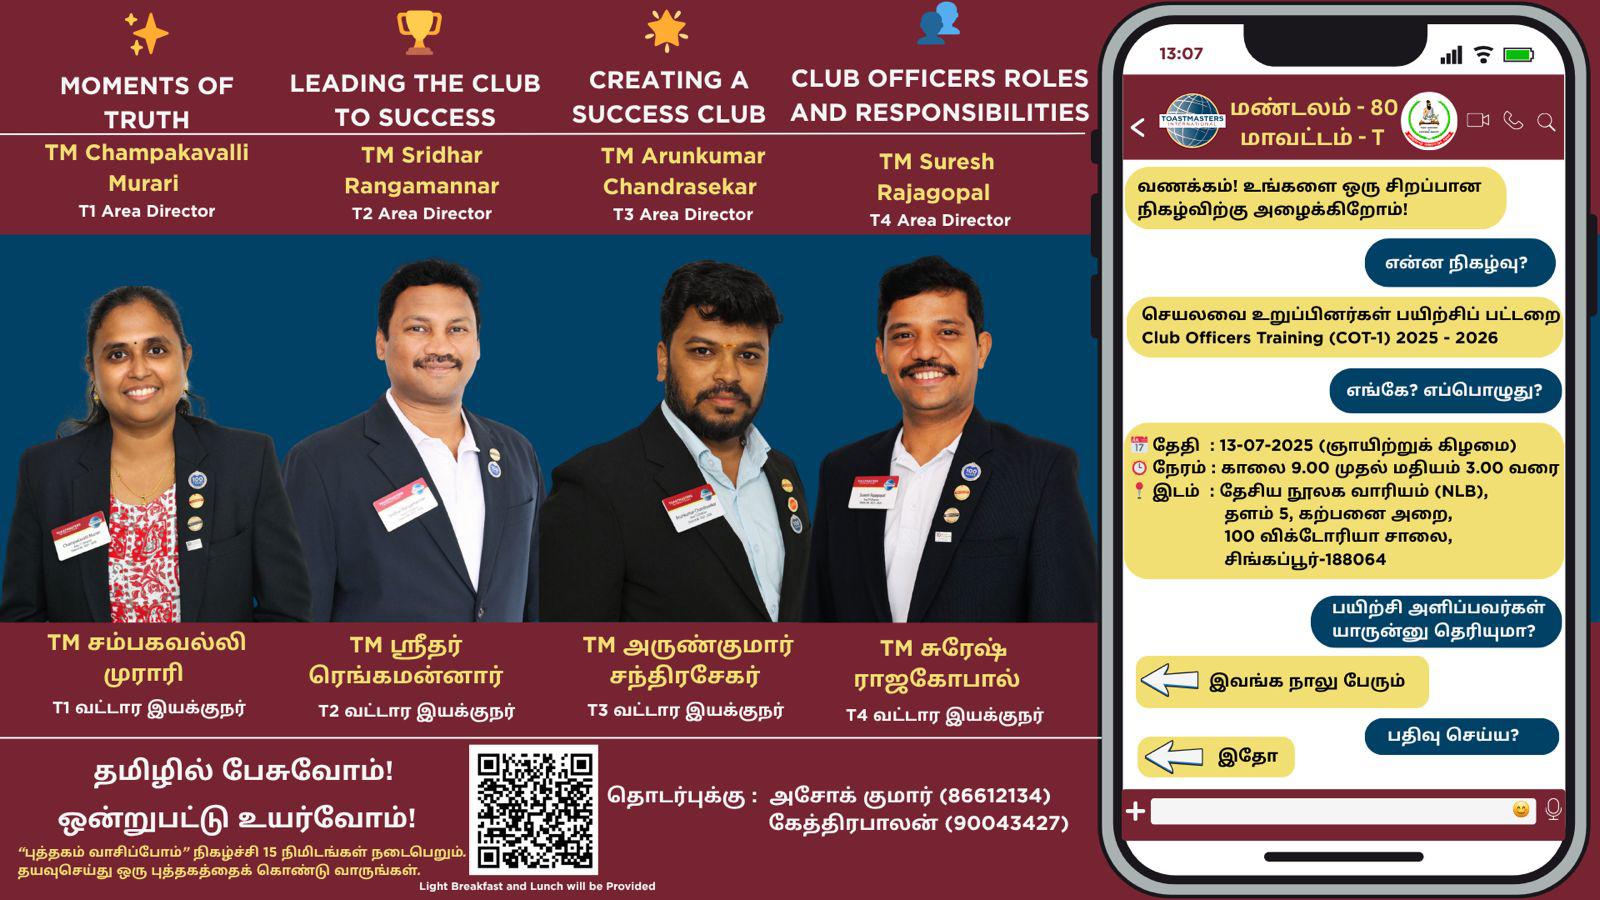 MOMENTS OF
TRUTH
TM Champakavalli
Murari
T1 Area Director
LEADING THE CLUB
TO SUCCESS
TM Sridhar
Rangamannar
T2 Area Director
CREATING A
SUCCESS CLUB
TM Arunkumar
Chandrasekar
T3 Area Director
CLUB OFFICERS ROLES
AND RESPONSIBILITIES
TM Suresh
Rajagopal
T4 Area Director
TM சம்பகவல்லி
முராரி
T1 வட்டார இயக்குநர்
TM ஸ்ரீதர்
ரெங்கமன்னார்
T2 வட்டார இயக்குநர்
TM அருண்குமார்
சந்திரசேகர்
T3 வட்டார இயக்குநர்
TM சுரேஷ்
ராஜகோபால்
T4 வட்டார இயக்குநர்
தமிழில் பேசுவோம்!
ஒன்றுபட்டு உயர்வோம்!
“புத்தகம் வாசிப்போம்” நிகழ்ச்சி 15 நிமிடங்கள் நடைபெறும்.
தயவுசெய்து ஒரு புத்தகத்தைக் கொண்டு வாருங்கள்.
Light Breakfast and Lunch will be Provided
தொடர்புக்கு : அசோக் குமார் (86612134)
கேத்திரபாலன் (90043427)
13:07
TOASTMASTERS
INTERNATIONAL
மண்டலம் - 80
மாவட்டம் - T
வணக்கம்! உங்களை ஒரு சிறப்பான
நிகழ்விற்கு அழைக்கிறோம்!
என்ன நிகழ்வு?
செயலவை உறுப்பினர்கள் பயிற்சிப் பட்டறை
Club Officers Training (COT-1) 2025 - 2026
எங்கே? எப்பொழுது?
தேதி : 13-07-2025 (ஞாயிற்றுக் கிழமை)
நேரம் : காலை 9.00 முதல் மதியம் 3.00 வரை
இடம் : தேசிய நூலக வாரியம் (NLB),
தளம் 5, கற்பனை அறை,
100 விக்டோரியா சாலை,
சிங்கப்பூர்-188064
பயிற்சி அளிப்பவர்கள்
யாருன்னு தெரியுமா?
இவங்க நாலு பேரும்
பதிவு செய்ய?
இதோ